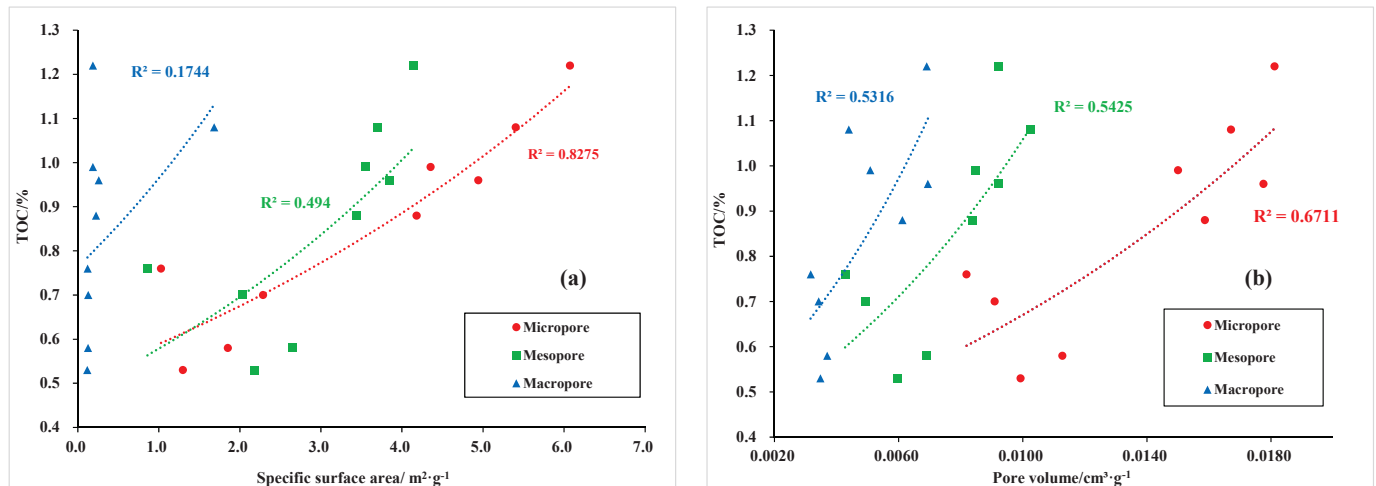 1.3
1.2
1.1
1.0
0.9
0.8
0.7
0.6
0.5
0.4
TOC/%
R² = 0.1744
R² = 0.8275
R² = 0.494
(a)
Micropore
Mesopore
Macropore
0.0 1.0 2.0 3.0 4.0 5.0 6.0 7.0
Specific surface area/ m²·g⁻¹
1.3
1.2
1.1
1.0
0.9
0.8
0.7
0.6
0.5
0.4
TOC/%
R² = 0.5316
R² = 0.5425
R² = 0.6711
(b)
Micropore
Mesopore
Macropore
0.0020 0.0060 0.0100 0.0140 0.0180
Pore volume/cm³·g⁻¹